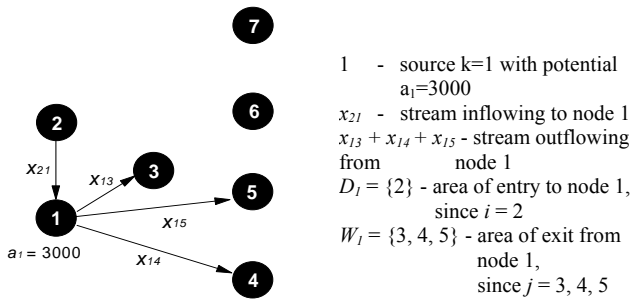 7
6
2
3
x21
x13
5
1
x15
a1 = 3000
x14
4
1 - source k=1 with potential
a1=3000
x21 - stream inflowing to node 1
x13 + x14 + x15 - stream outflowing
from node 1
D1 = {2} - area of entry to node 1,
since i = 2
W1 = {3, 4, 5} - area of exit from
node 1,
since j = 3, 4, 5